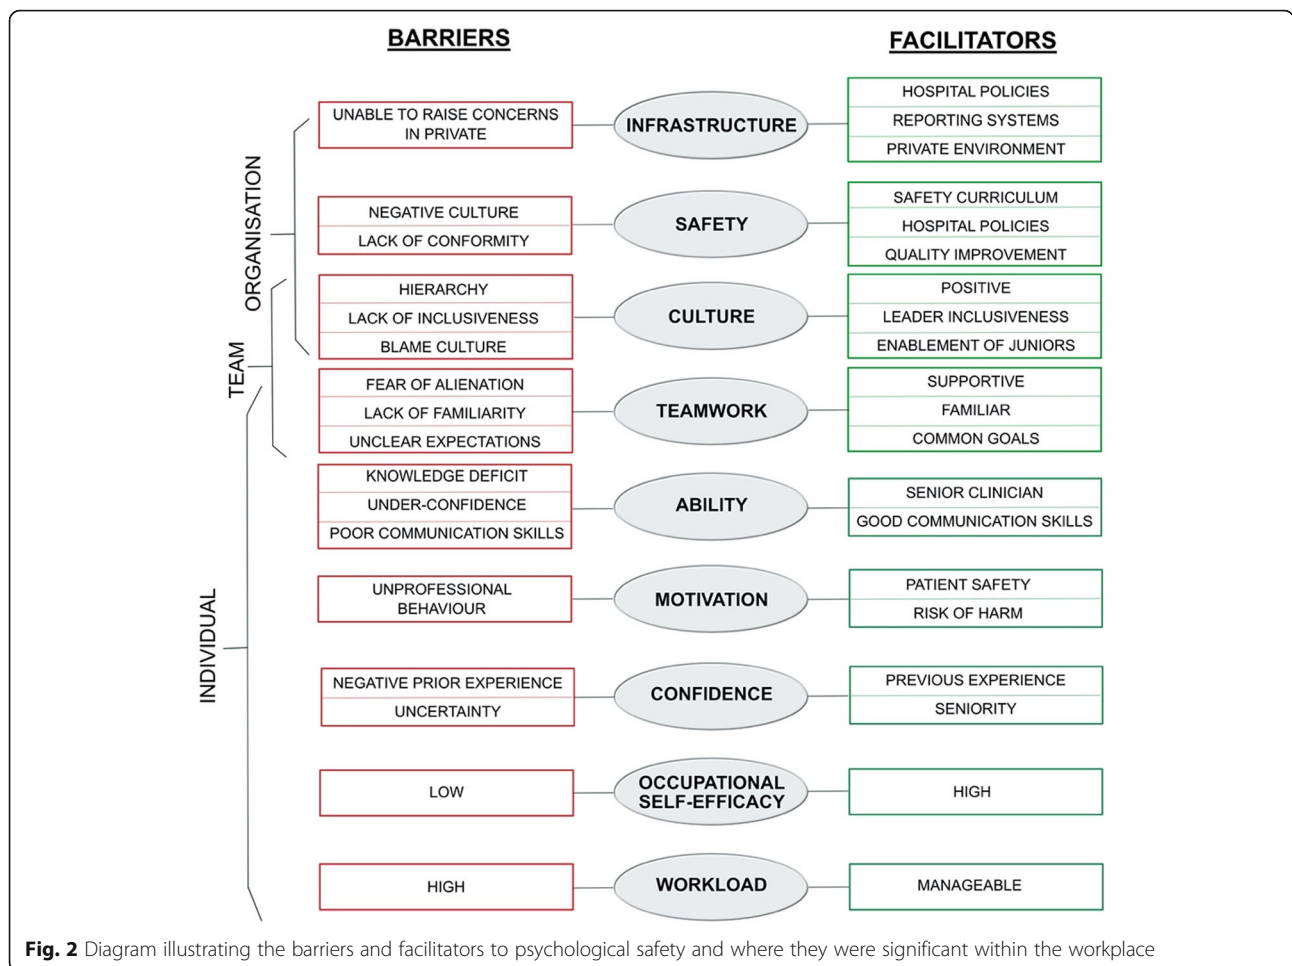 BARRIERS
FACILITATORS
ORGANISATION
TEAM
INDIVIDUAL
UNABLE TO RAISE CONCERNS
IN PRIVATE
INFRASTRUCTURE
HOSPITAL POLICIES
REPORTING SYSTEMS
PRIVATE ENVIRONMENT
NEGATIVE CULTURE
LACK OF CONFORMITY
SAFETY
SAFETY CURRICULUM
HOSPITAL POLICIES
QUALITY IMPROVEMENT
HIERARCHY
LACK OF INCLUSIVENESS
BLAME CULTURE
CULTURE
POSITIVE
LEADER INCLUSIVENESS
ENABLEMENT OF JUNIORS
FEAR OF ALIENATION
LACK OF FAMILIARITY
UNCLEAR EXPECTATIONS
TEAMWORK
SUPPORTIVE
FAMILIAR
COMMON GOALS
KNOWLEDGE DEFICIT
UNDER-CONFIDENCE
POOR COMMUNICATION SKILLS
ABILITY
SENIOR CLINICIAN
GOOD COMMUNICATION SKILLS
UNPROFESSIONAL
BEHAVIOUR
MOTIVATION
PATIENT SAFETY
RISK OF HARM
NEGATIVE PRIOR EXPERIENCE
UNCERTAINTY
CONFIDENCE
PREVIOUS EXPERIENCE
SENIORITY
LOW
OCCUPATIONAL
SELF-EFFICACY
HIGH
HIGH
WORKLOAD
MANAGEABLE
Fig. 2 Diagram illustrating the barriers and facilitators to psychological safety and where they were significant within the workplace